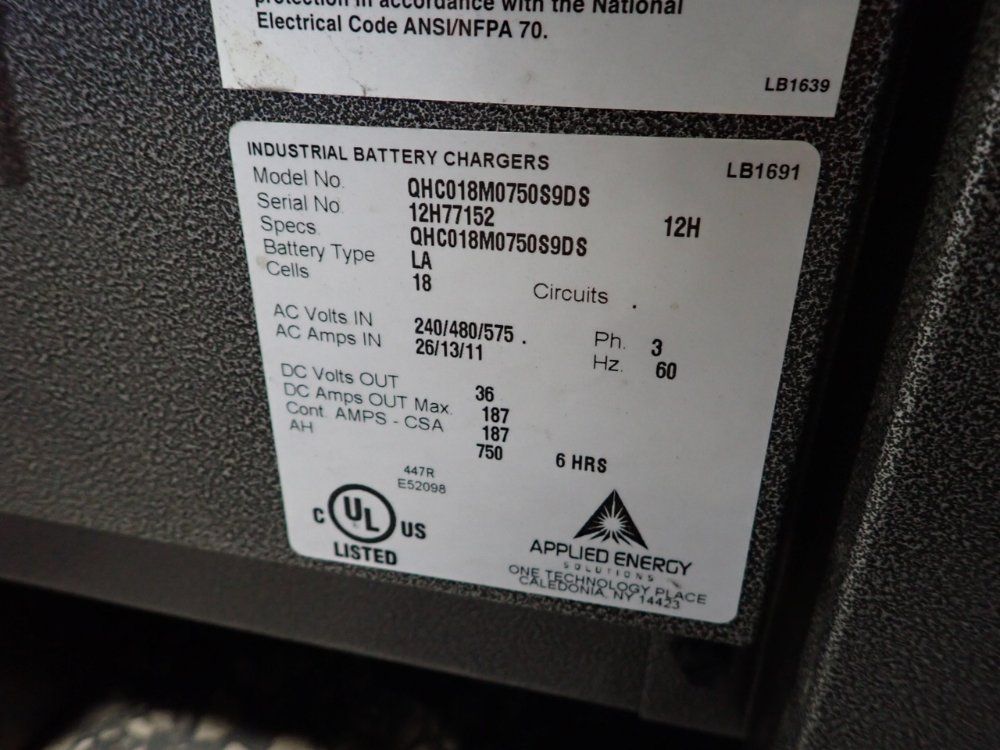 protection in accordance with the National
Electrical Code ANSI/NFPA 70.
LB1639
INDUSTRIAL BATTERY CHARGERS LB1691
Model No. QHC018M0750S9DS
Serial No. 12H77152 12H
Specs. QHC018M0750S9DS
Battery Type LA
Cells 18 Circuits .
AC Volts IN 240/480/575 . Ph. 3
AC Amps IN 26/13/11 Hz. 60
DC Volts OUT 36
DC Amps OUT Max. 187
Cont. AMPS - CSA 187
AH 750 6 HRS
447R
E52098
C UL US
LISTED
APPLIED ENERGY
SOLUTIONS
ONE TECHNOLOGY PLACE
CALEDONIA, NY 14423